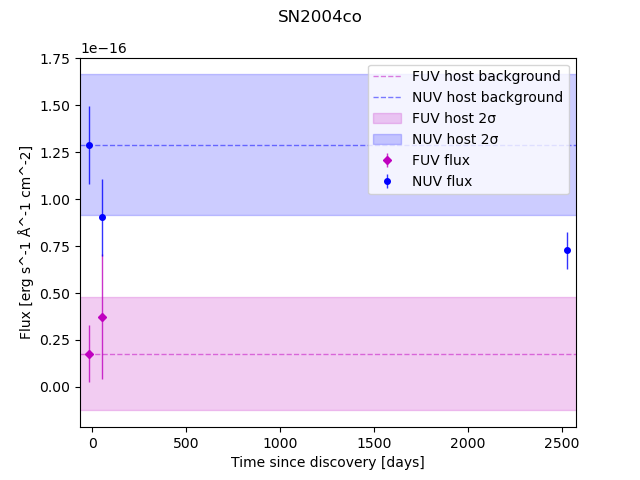 SN2004co
1e−16
1.75
1.50
1.25
1.00
0.75
0.50
0.25
0.00
Flux [erg s^-1 Å^-1 cm^-2]
FUV host background
NUV host background
FUV host 2σ
NUV host 2σ
FUV flux
NUV flux
0 500 1000 1500 2000 2500
Time since discovery [days]